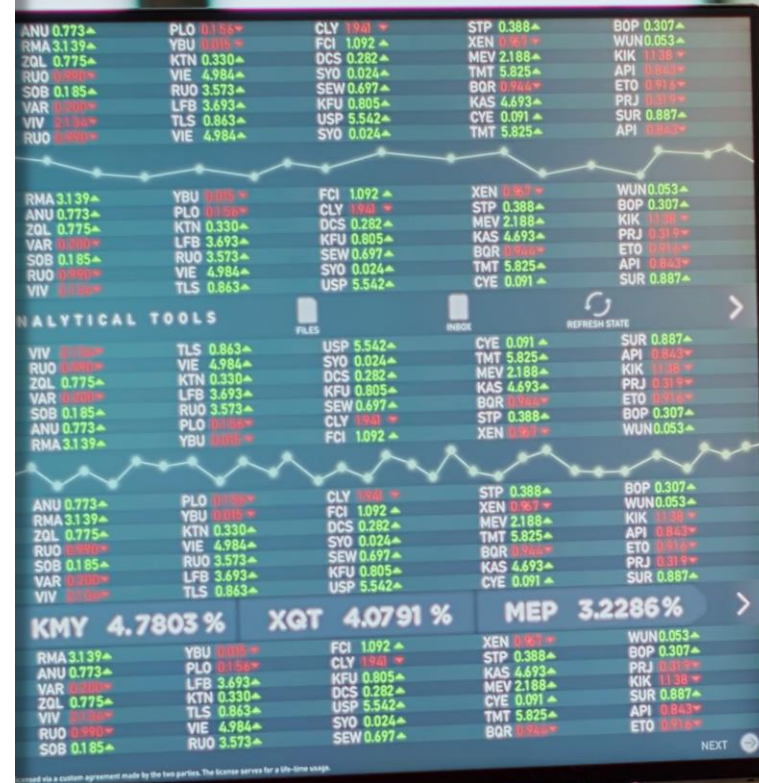 ANU 0.773▲ PLO 0.156▼ CLY 1.941 ▼ STP 0.388▲ BOP 0.307▲
RMA 3.139▲ YBU 0.015 ▼ FCI 1.092 ▲ XEN 0.967 ▼ WUN 0.053▲
ZQL 0.775▲ KTN 0.330▲ DCS 0.282▲ MEV 2.188▲ KIK 11.38 ▼
RUO 0.990▼ VIE 4.984▲ SYO 0.024▲ TMT 5.825▲ API 0.843▼
SOB 0.185▲ RUO 3.573▲ SEW 0.697▲ BQR 0.944▼ ETO 0.916▼
VAR 0.200▼ LFB 3.693▲ KFU 0.805▲ KAS 4.693▲ PRJ 0.319▼
VIV 2.134▼ TLS 0.863▲ USP 5.542▲ CYE 0.091 ▲ SUR 0.887▲
RUO 0.990▼ VIE 4.984▲ SYO 0.024▲ TMT 5.825▲ API 0.843▼
RMA 3.139▲ YBU 0.015 ▼ FCI 1.092 ▲ XEN 0.967 ▼ WUN 0.053▲
ANU 0.773▲ PLO 0.156▼ CLY 1.941 ▼ STP 0.388▲ BOP 0.307▲
ZQL 0.775▲ KTN 0.330▲ DCS 0.282▲ MEV 2.188▲ KIK 11.38 ▼
VAR 0.200▼ LFB 3.693▲ KFU 0.805▲ KAS 4.693▲ PRJ 0.319▼
SOB 0.185▲ RUO 3.573▲ SEW 0.697▲ BQR 0.944▼ ETO 0.916▼
RUO 0.990▼ VIE 4.984▲ SYO 0.024▲ TMT 5.825▲ API 0.843▼
VIV TLS 0.863▲ USP 5.542▲ CYE 0.091 ▲ SUR 0.887▲
NALYTICAL TOOLS FILES INBOX REFRESH STATE
VIV TLS 0.863▲ USP 5.542▲ CYE 0.091 ▲ SUR 0.887▲
RUO 0.990▼ VIE 4.984▲ SYO 0.024▲ TMT 5.825▲ API 0.843▼
ZQL 0.775▲ KTN 0.330▲ DCS 0.282▲ MEV 2.188▲ KIK 11.38 ▼
VAR 0.200▼ LFB 3.693▲ KFU 0.805▲ KAS 4.693▲ PRJ 0.319▼
SOB 0.185▲ RUO 3.573▲ SEW 0.697▲ BQR 0.944▼ ETO 0.916▼
ANU 0.773▲ PLO 0.156▼ CLY 1.941 ▼ STP 0.388▲ BOP 0.307▲
RMA 3.139▲ YBU 0.015 ▼ FCI 1.092 ▲ XEN 0.967 ▼ WUN 0.053▲
ANU 0.773▲ PLO 0.156▼ CLY 1.941 ▼ STP 0.388▲ BOP 0.307▲
RMA 3.139▲ YBU 0.015 ▼ FCI 1.092 ▲ XEN 0.967 ▼ WUN 0.053▲
ZQL 0.775▲ KTN 0.330▲ DCS 0.282▲ MEV 2.188▲ KIK 11.38 ▼
RUO 0.990▼ VIE 4.984▲ SYO 0.024▲ TMT 5.825▲ API 0.843▼
SOB 0.185▲ RUO 3.573▲ SEW 0.697▲ BQR 0.944▼ ETO 0.916▼
VAR 0.200▼ LFB 3.693▲ KFU 0.805▲ KAS 4.693▲ PRJ 0.319▼
VIV TLS 0.863▲ USP 5.542▲ CYE 0.091 ▲ SUR 0.887▲
KMY 4.7803 % XQT 4.0791 % MEP 3.2286%
RMA 3.139▲ YBU 0.015 ▼ FCI 1.092 ▲ XEN 0.967 ▼ WUN 0.053▲
ANU 0.773▲ PLO 0.156▼ CLY 1.941 ▼ STP 0.388▲ BOP 0.307▲
VAR 0.200▼ LFB 3.693▲ KFU 0.805▲ KAS 4.693▲ PRJ 0.319▼
ZQL 0.775▲ KTN 0.330▲ DCS 0.282▲ MEV 2.188▲ KIK 11.38 ▼
VIV TLS 0.863▲ USP 5.542▲ CYE 0.091 ▲ SUR 0.887▲
RUO 0.990▼ VIE 4.984▲ SYO 0.024▲ TMT 5.825▲ API 0.843▼
SOB 0.185▲ RUO 3.573▲ SEW 0.697▲ BQR 0.944▼ ETO 0.916▼
NEXT
censed via a custom agreement made by the two parties. The license serves for a life-time usage.